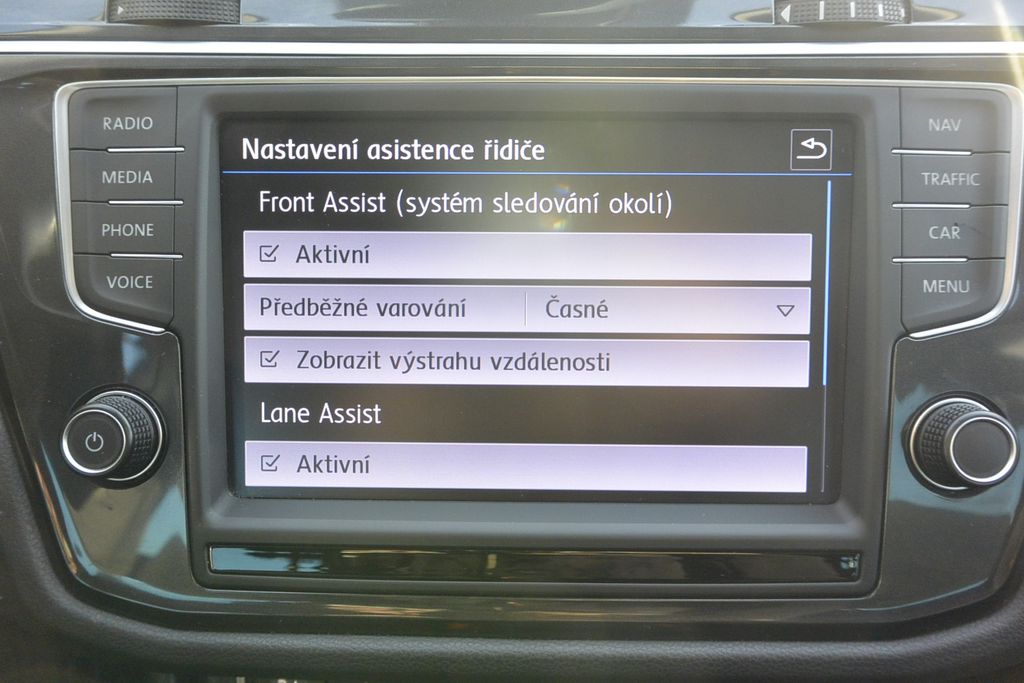 RADIO
MEDIA
PHONE
VOICE
Nastavení asistence řidiče
Front Assist (systém sledování okolí)
Aktivní
Předběžné varování Časné
Zobrazit výstrahu vzdálenosti
Lane Assist
Aktivní
NAV
TRAFFIC
CAR
MENU